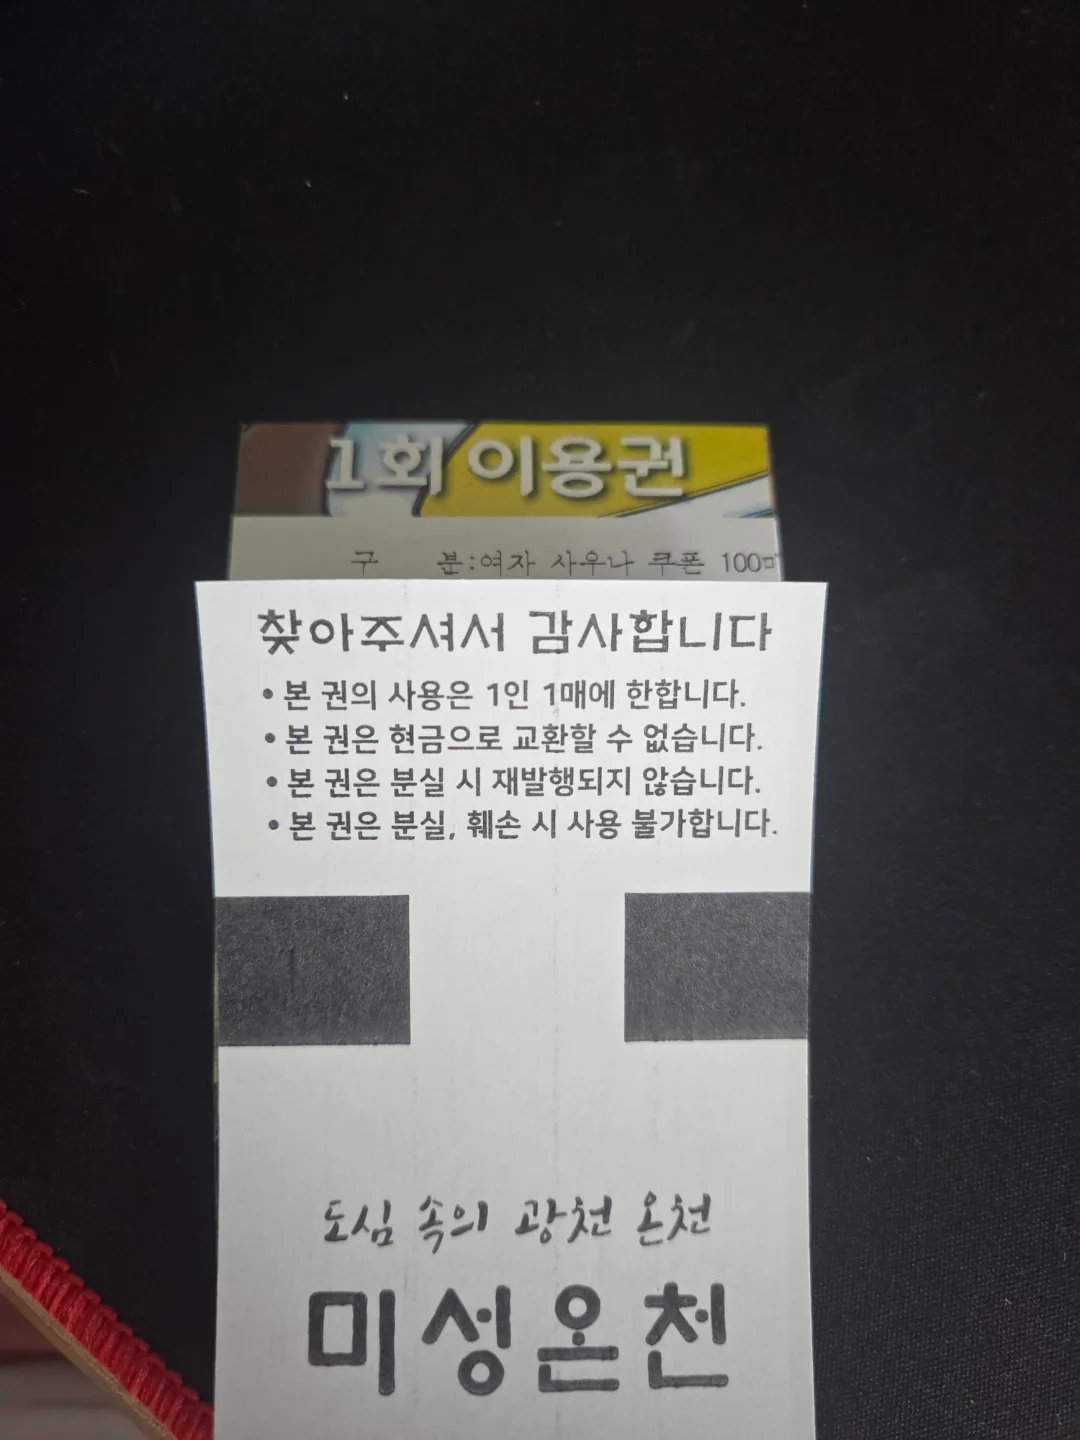 1회 이용권
구 분:여자 사우나 쿠폰 100
찾아주셔서 감사합니다
• 본 권의 사용은 1인 1매에 한합니다.
• 본 권은 현금으로 교환할 수 없습니다.
• 본 권은 분실 시 재발행되지 않습니다.
• 본 권은 분실, 훼손 시 사용 불가합니다.
도심 속의 광천 온천
미성온천